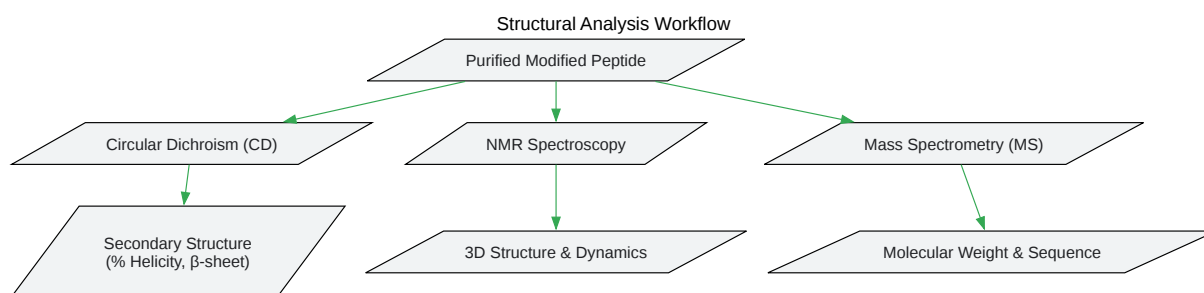 Structural Analysis Workflow
Purified Modified Peptide
Circular Dichroism (CD)
NMR Spectroscopy
Mass Spectrometry (MS)
Secondary Structure
(% Helicity, β-sheet)
3D Structure & Dynamics
Molecular Weight & Sequence